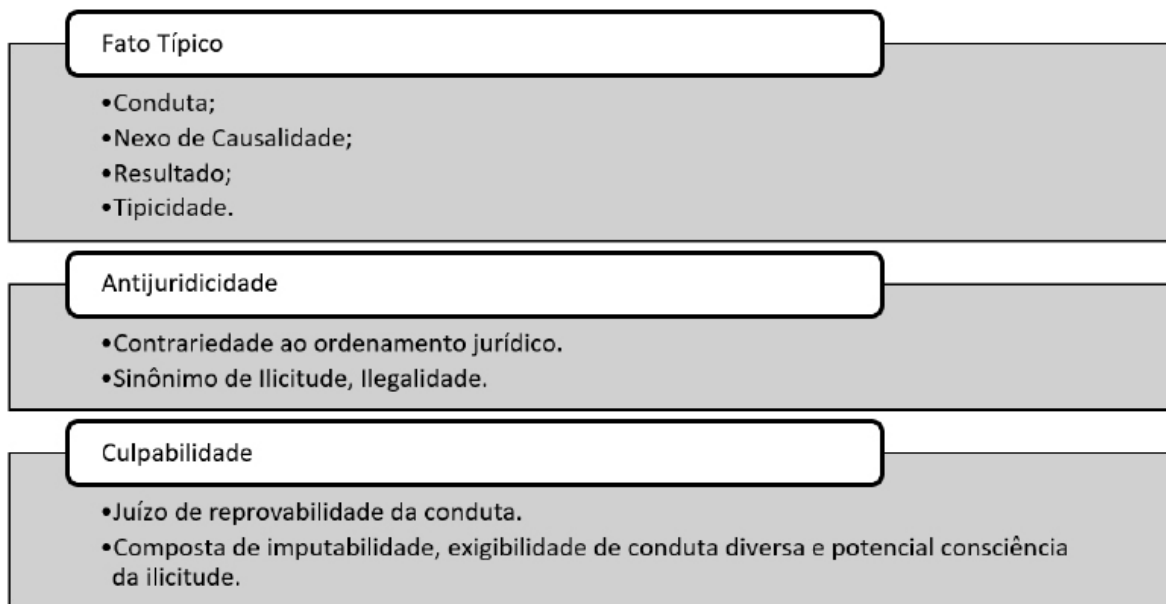 Fato Típico
•Conduta;
•Nexo de Causalidade;
•Resultado;
•Tipicidade.
Antijuridicidade
•Contrariedade ao ordenamento jurídico.
•Sinônimo de Ilicitude, Ilegalidade.
Culpabilidade
•Juízo de reprovabilidade da conduta.
•Composta de imputabilidade, exigibilidade de conduta diversa e potencial consciência
da ilicitude.